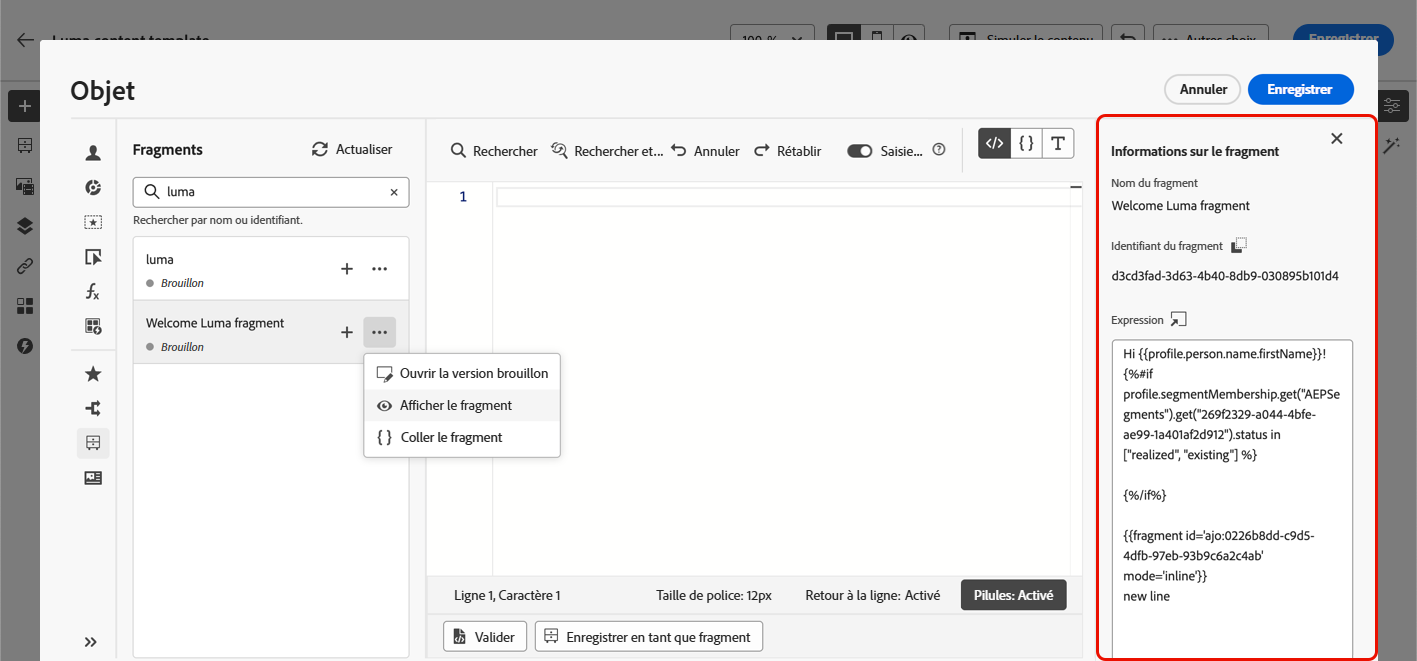 Luma content template
100 %
Simuler le contenu
Autres choix
Enregistrer
Objet
Annuler
Enregistrer
Fragments
Actualiser
luma
Rechercher par nom ou identifiant.
luma
Brouillon
Welcome Luma fragment
Brouillon
Ouvrir la version brouillon
Afficher le fragment
{ } Coller le fragment
Rechercher
Rechercher et...
Annuler
Rétablir
Saisie...
</> { } T
1
Ligne 1, Caractère 1
Taille de police: 12px
Retour à la ligne: Activé
Pilules: Activé
Valider
Enregistrer en tant que fragment
Informations sur le fragment
Nom du fragment
Welcome Luma fragment
Identifiant du fragment
d3cd3fad-3d63-4b40-8db9-030895b101d4
Expression
Hi {{profile.person.name.firstName}}!
{%#if
profile.segmentMembership.get("AEPSe
gments").get("269f2329-a044-4bfe-
ae99-1a401af2d912").status in
["realized", "existing"] %}
{%/if%}
{{fragment id='ajo:0226b8dd-c9d5-
4dfb-97eb-93b9c6a2c4ab'
mode='inline'}}
new line